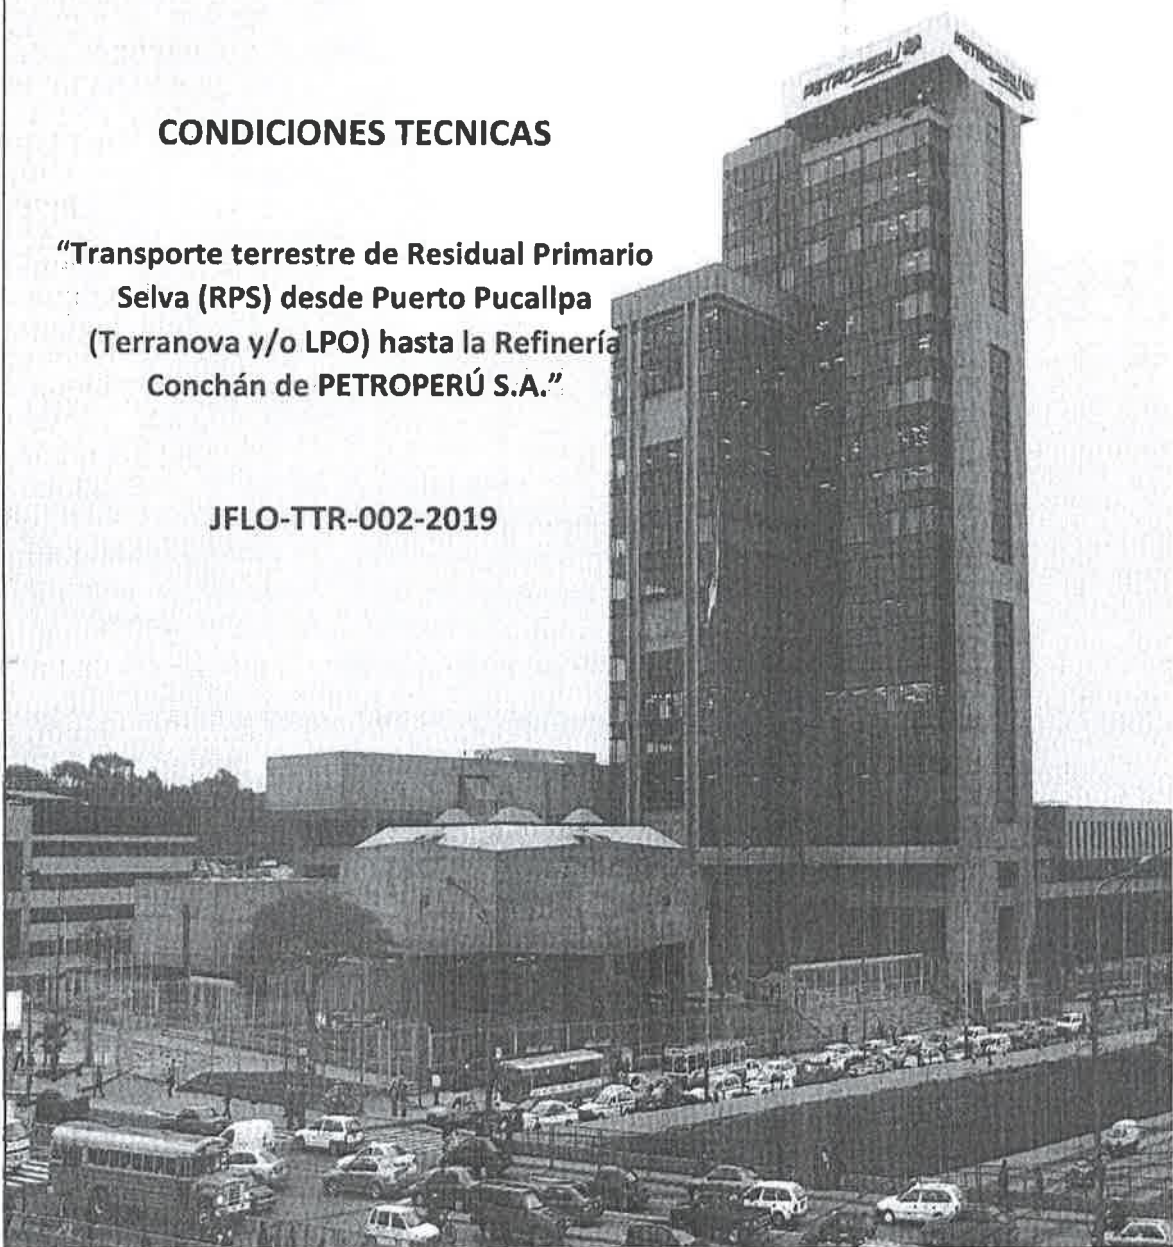 PETROPERÚ
PETROPERÚ
CONDICIONES TECNICAS
“Transporte terrestre de Residual Primario
Selva (RPS) desde Puerto Pucallpa
(Terranova y/o LPO) hasta la Refinería
Conchán de PETROPERÚ S.A.”
JFLO-TTR-002-2019